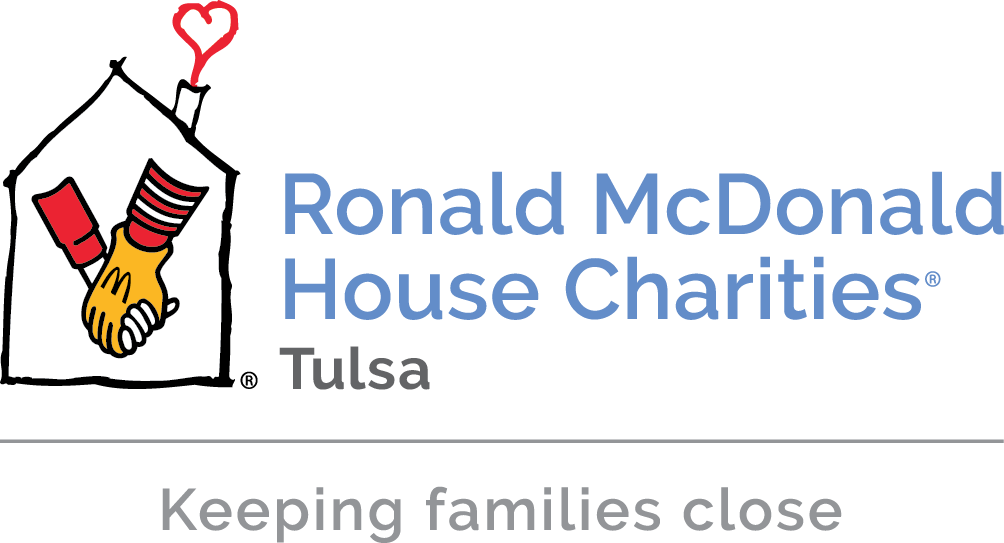 Ronald McDonald
House Charities®
®
Tulsa
Keeping families close